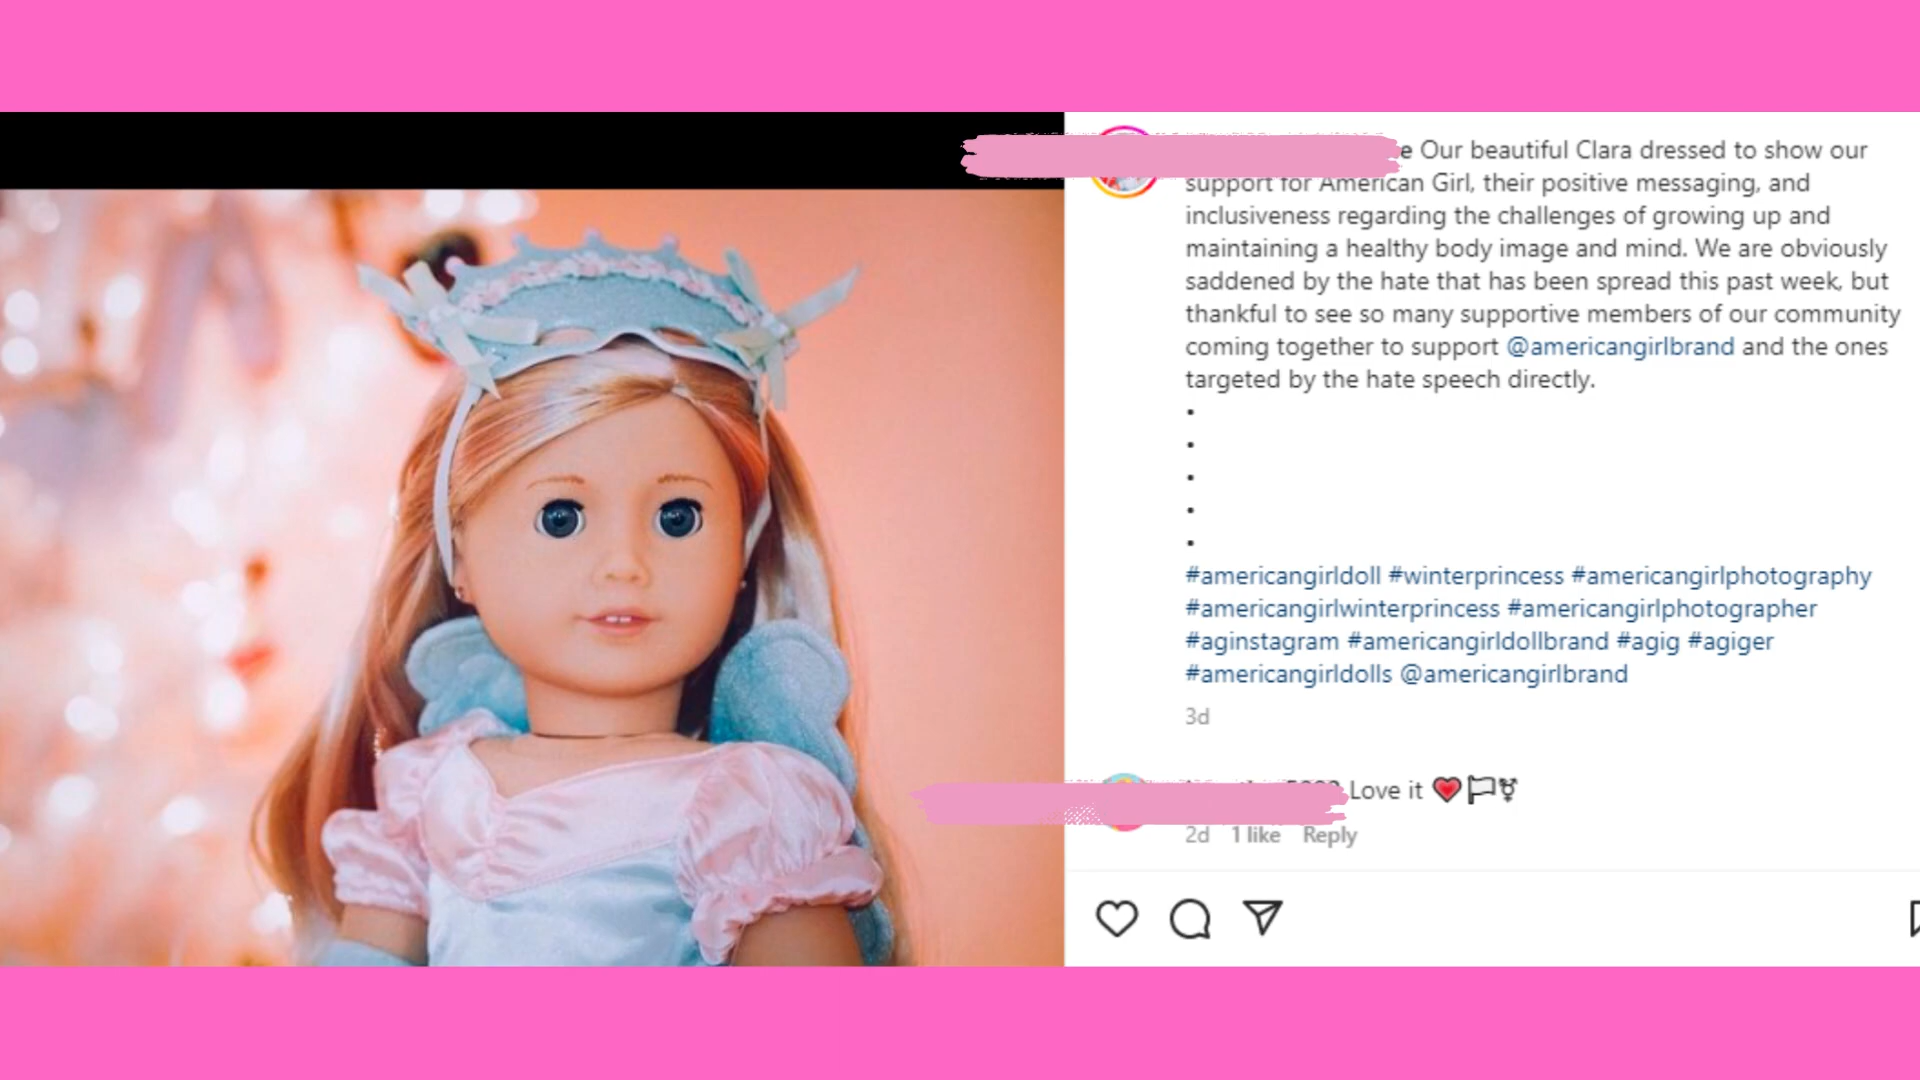 Our beautiful Clara dressed to show our
support for American Girl, their positive messaging, and
inclusiveness regarding the challenges of growing up and
maintaining a healthy body image and mind. We are obviously
saddened by the hate that has been spread this past week, but
thankful to see so many supportive members of our community
coming together to support @americangirlbrand and the ones
targeted by the hate speech directly.
•
•
•
•
•
#americangirldoll #winterprincess #americangirlphotography
#americangirlwinterprincess #americangirlphotographer
#aginstagram #americangirldollbrand #agig #agiger
#americangirldolls @americangirlbrand
3d
Love it ❤️🏳⚧
2d 1 like Reply